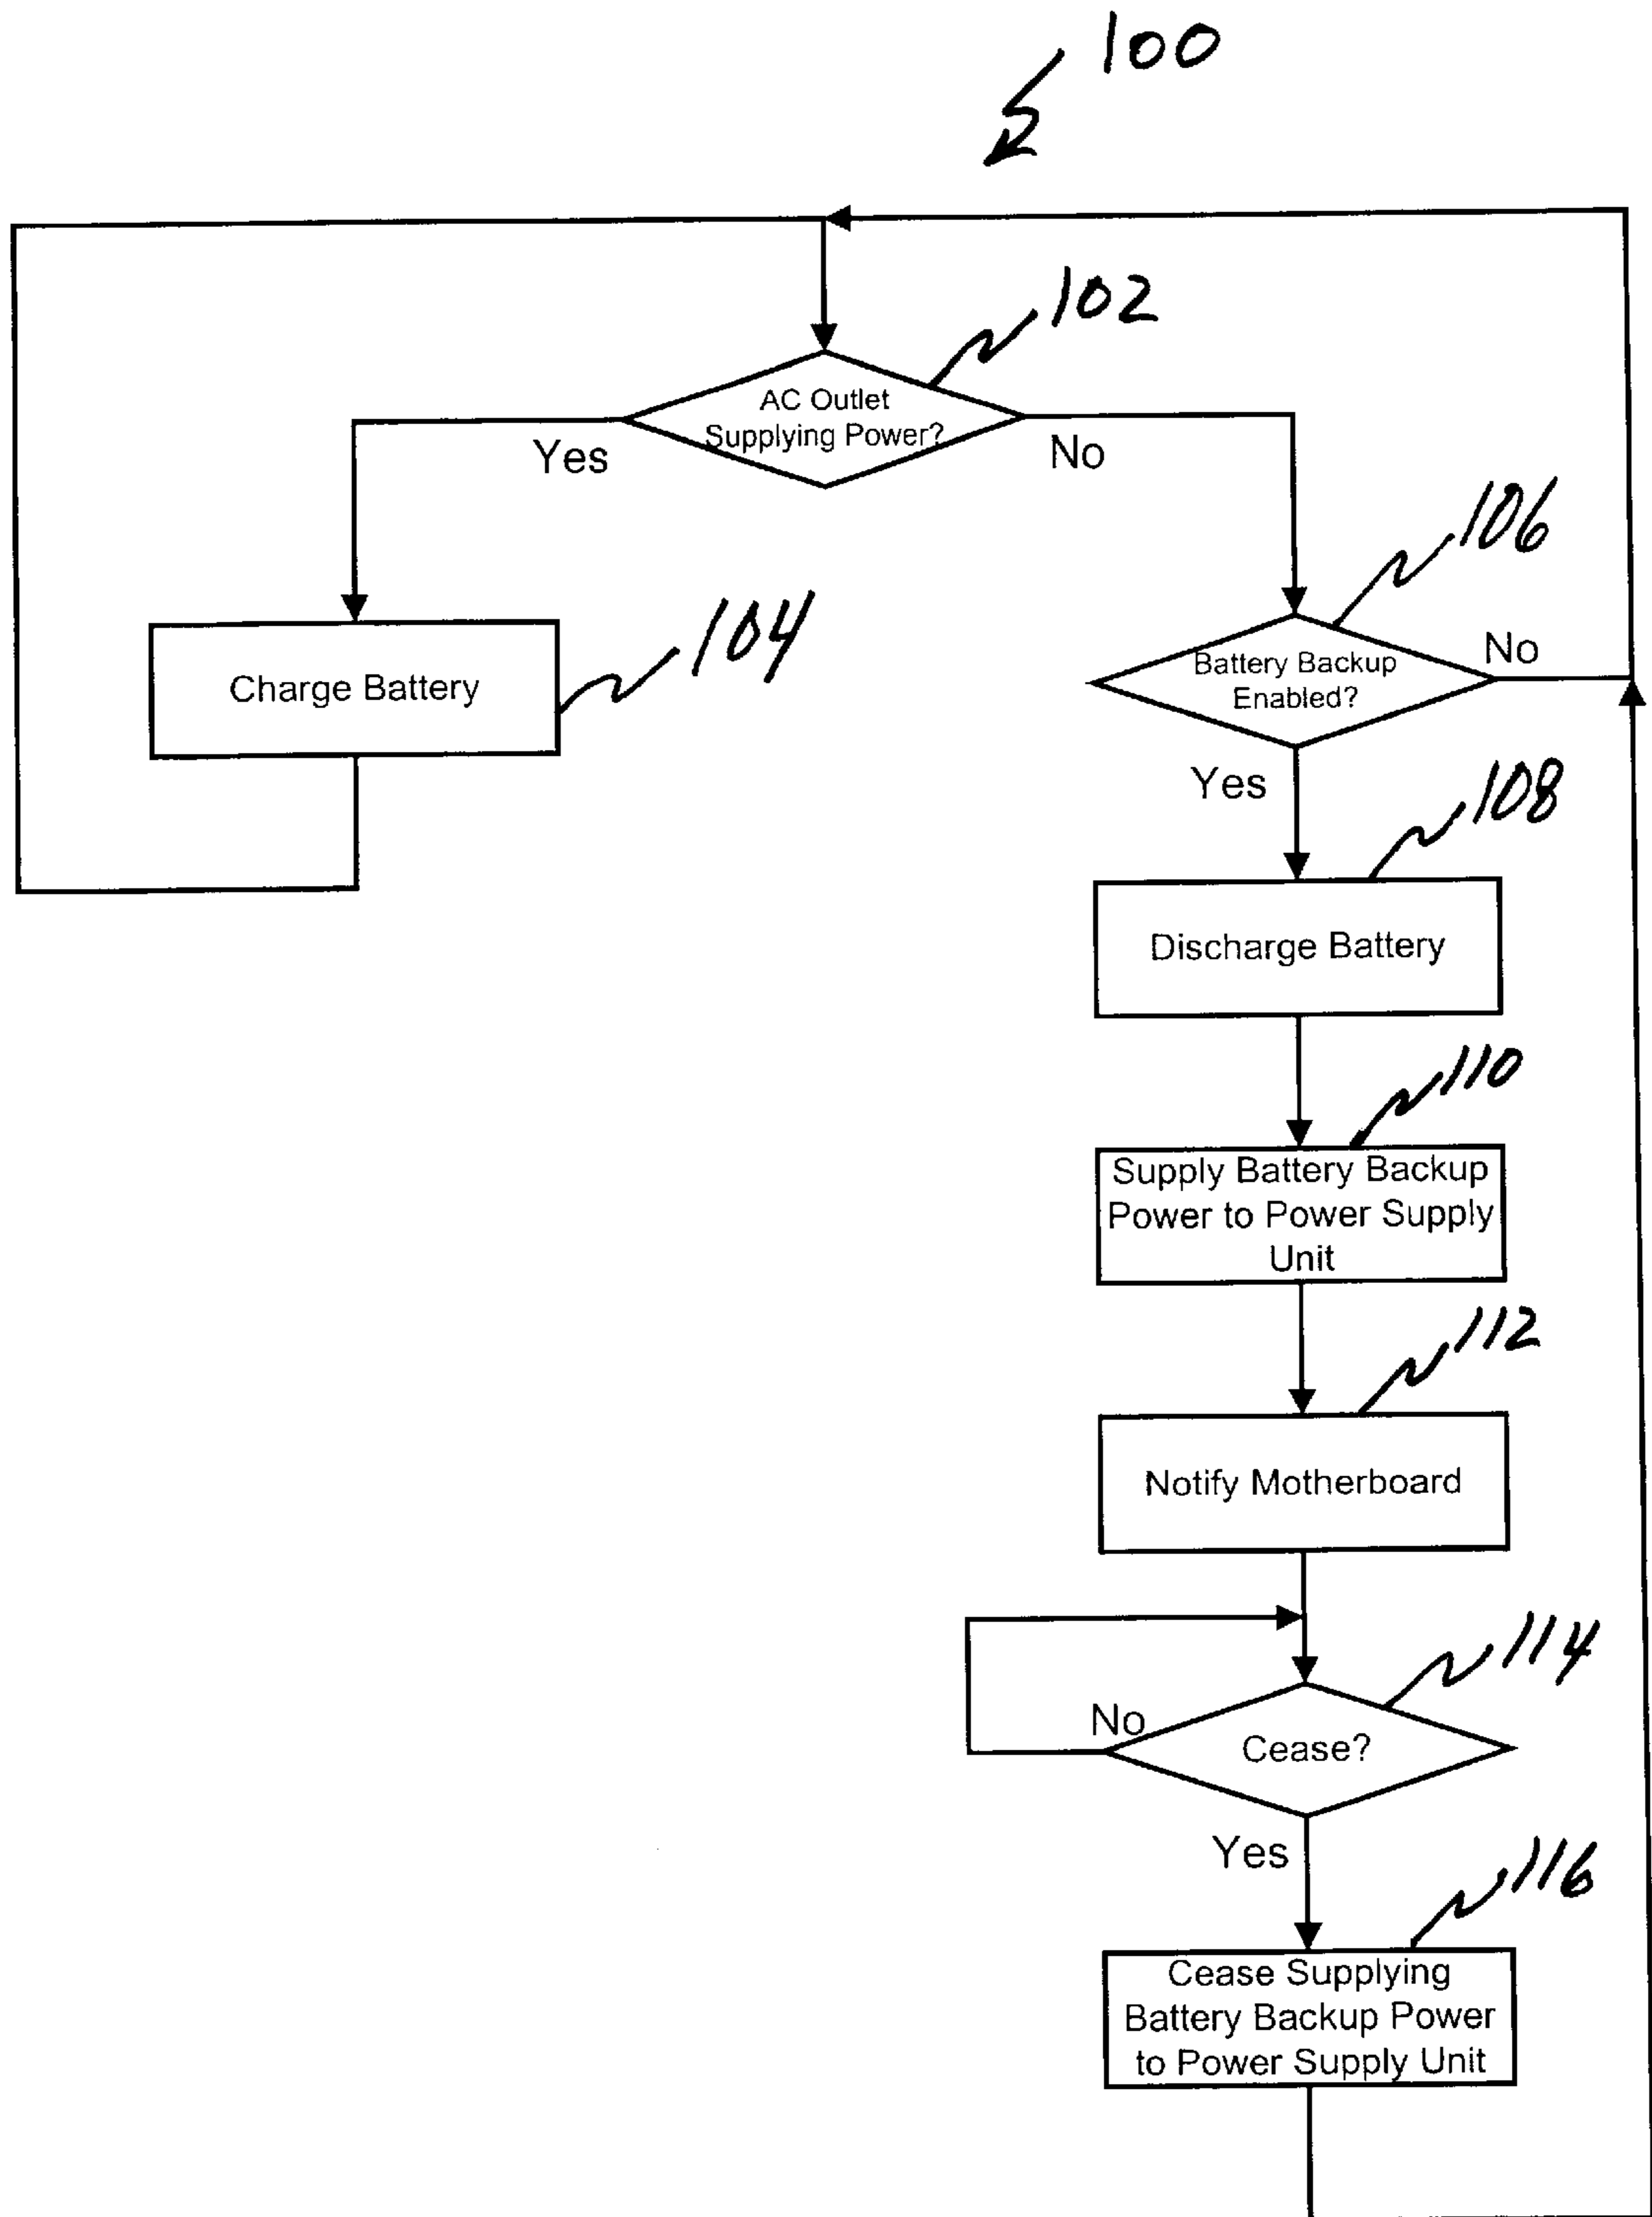 100
102
AC Outlet
Supplying Power?
Yes
No
106
104
Charge Battery
Battery Backup
Enabled?
No
Yes
108
Discharge Battery
110
Supply Battery Backup
Power to Power Supply
Unit
112
Notify Motherboard
114
No
Cease?
Yes
116
Cease Supplying
Battery Backup Power
to Power Supply Unit